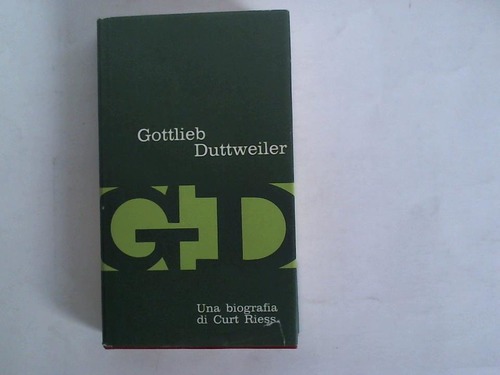 Gottlieb
Duttweiler
GD
Una biografia
di Curt Riess